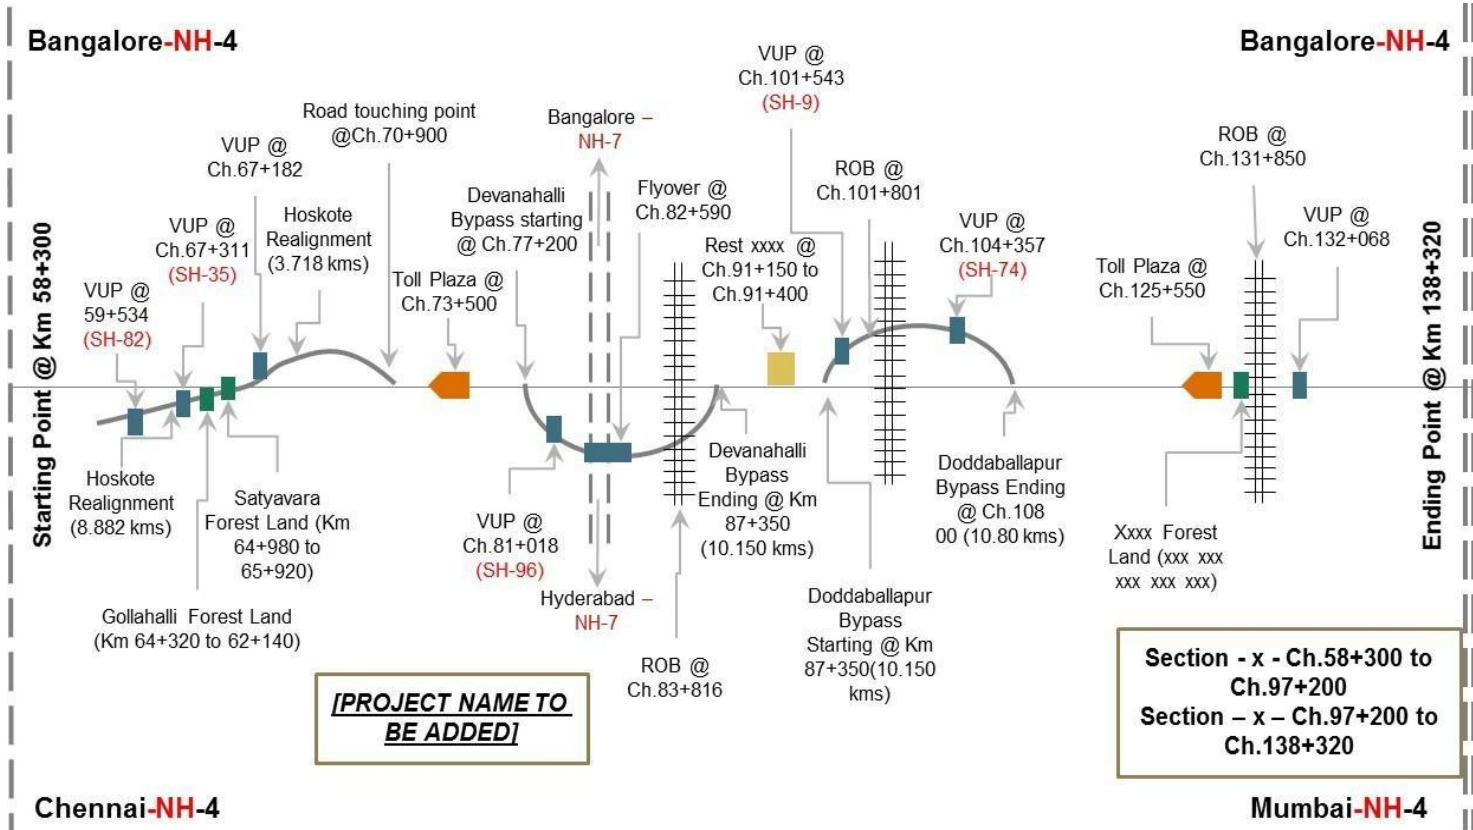 Bangalore-NH-4
Bangalore-NH-4
Starting Point @ Km 58+300
VUP @
59+534
(SH-82)
VUP @
Ch.67+311
(SH-35)
VUP @
Ch.67+182
Hoskote
Realignment
(3.718 kms)
Road touching point
@Ch.70+900
Toll Plaza @
Ch.73+500
Devanahalli
Bypass starting
@ Ch.77+200
Bangalore –
NH-7
Flyover @
Ch.82+590
Rest xxxx @
Ch.91+150 to
Ch.91+400
VUP @
Ch.101+543
(SH-9)
ROB @
Ch.101+801
VUP @
Ch.104+357
(SH-74)
Toll Plaza @
Ch.125+550
ROB @
Ch.131+850
VUP @
Ch.132+068
Ending Point @ Km 138+320
Hoskote
Realignment
(8.882 kms)
Satyavara
Forest Land (Km
64+980 to
65+920)
Gollahalli Forest Land
(Km 64+320 to 62+140)
VUP @
Ch.81+018
(SH-96)
Hyderabad –
NH-7
ROB @
Ch.83+816
Devanahalli
Bypass
Ending @ Km
87+350
(10.150 kms)
Doddaballapur
Bypass
Starting @ Km
87+350(10.150
kms)
Doddaballapur
Bypass Ending
@ Ch.108
00 (10.80 kms)
Xxxx Forest
Land (xxx xxx
xxx xxx xxx)
[PROJECT NAME TO
BE ADDED]
Section - x - Ch.58+300 to
Ch.97+200
Section – x – Ch.97+200 to
Ch.138+320
Chennai-NH-4
Mumbai-NH-4